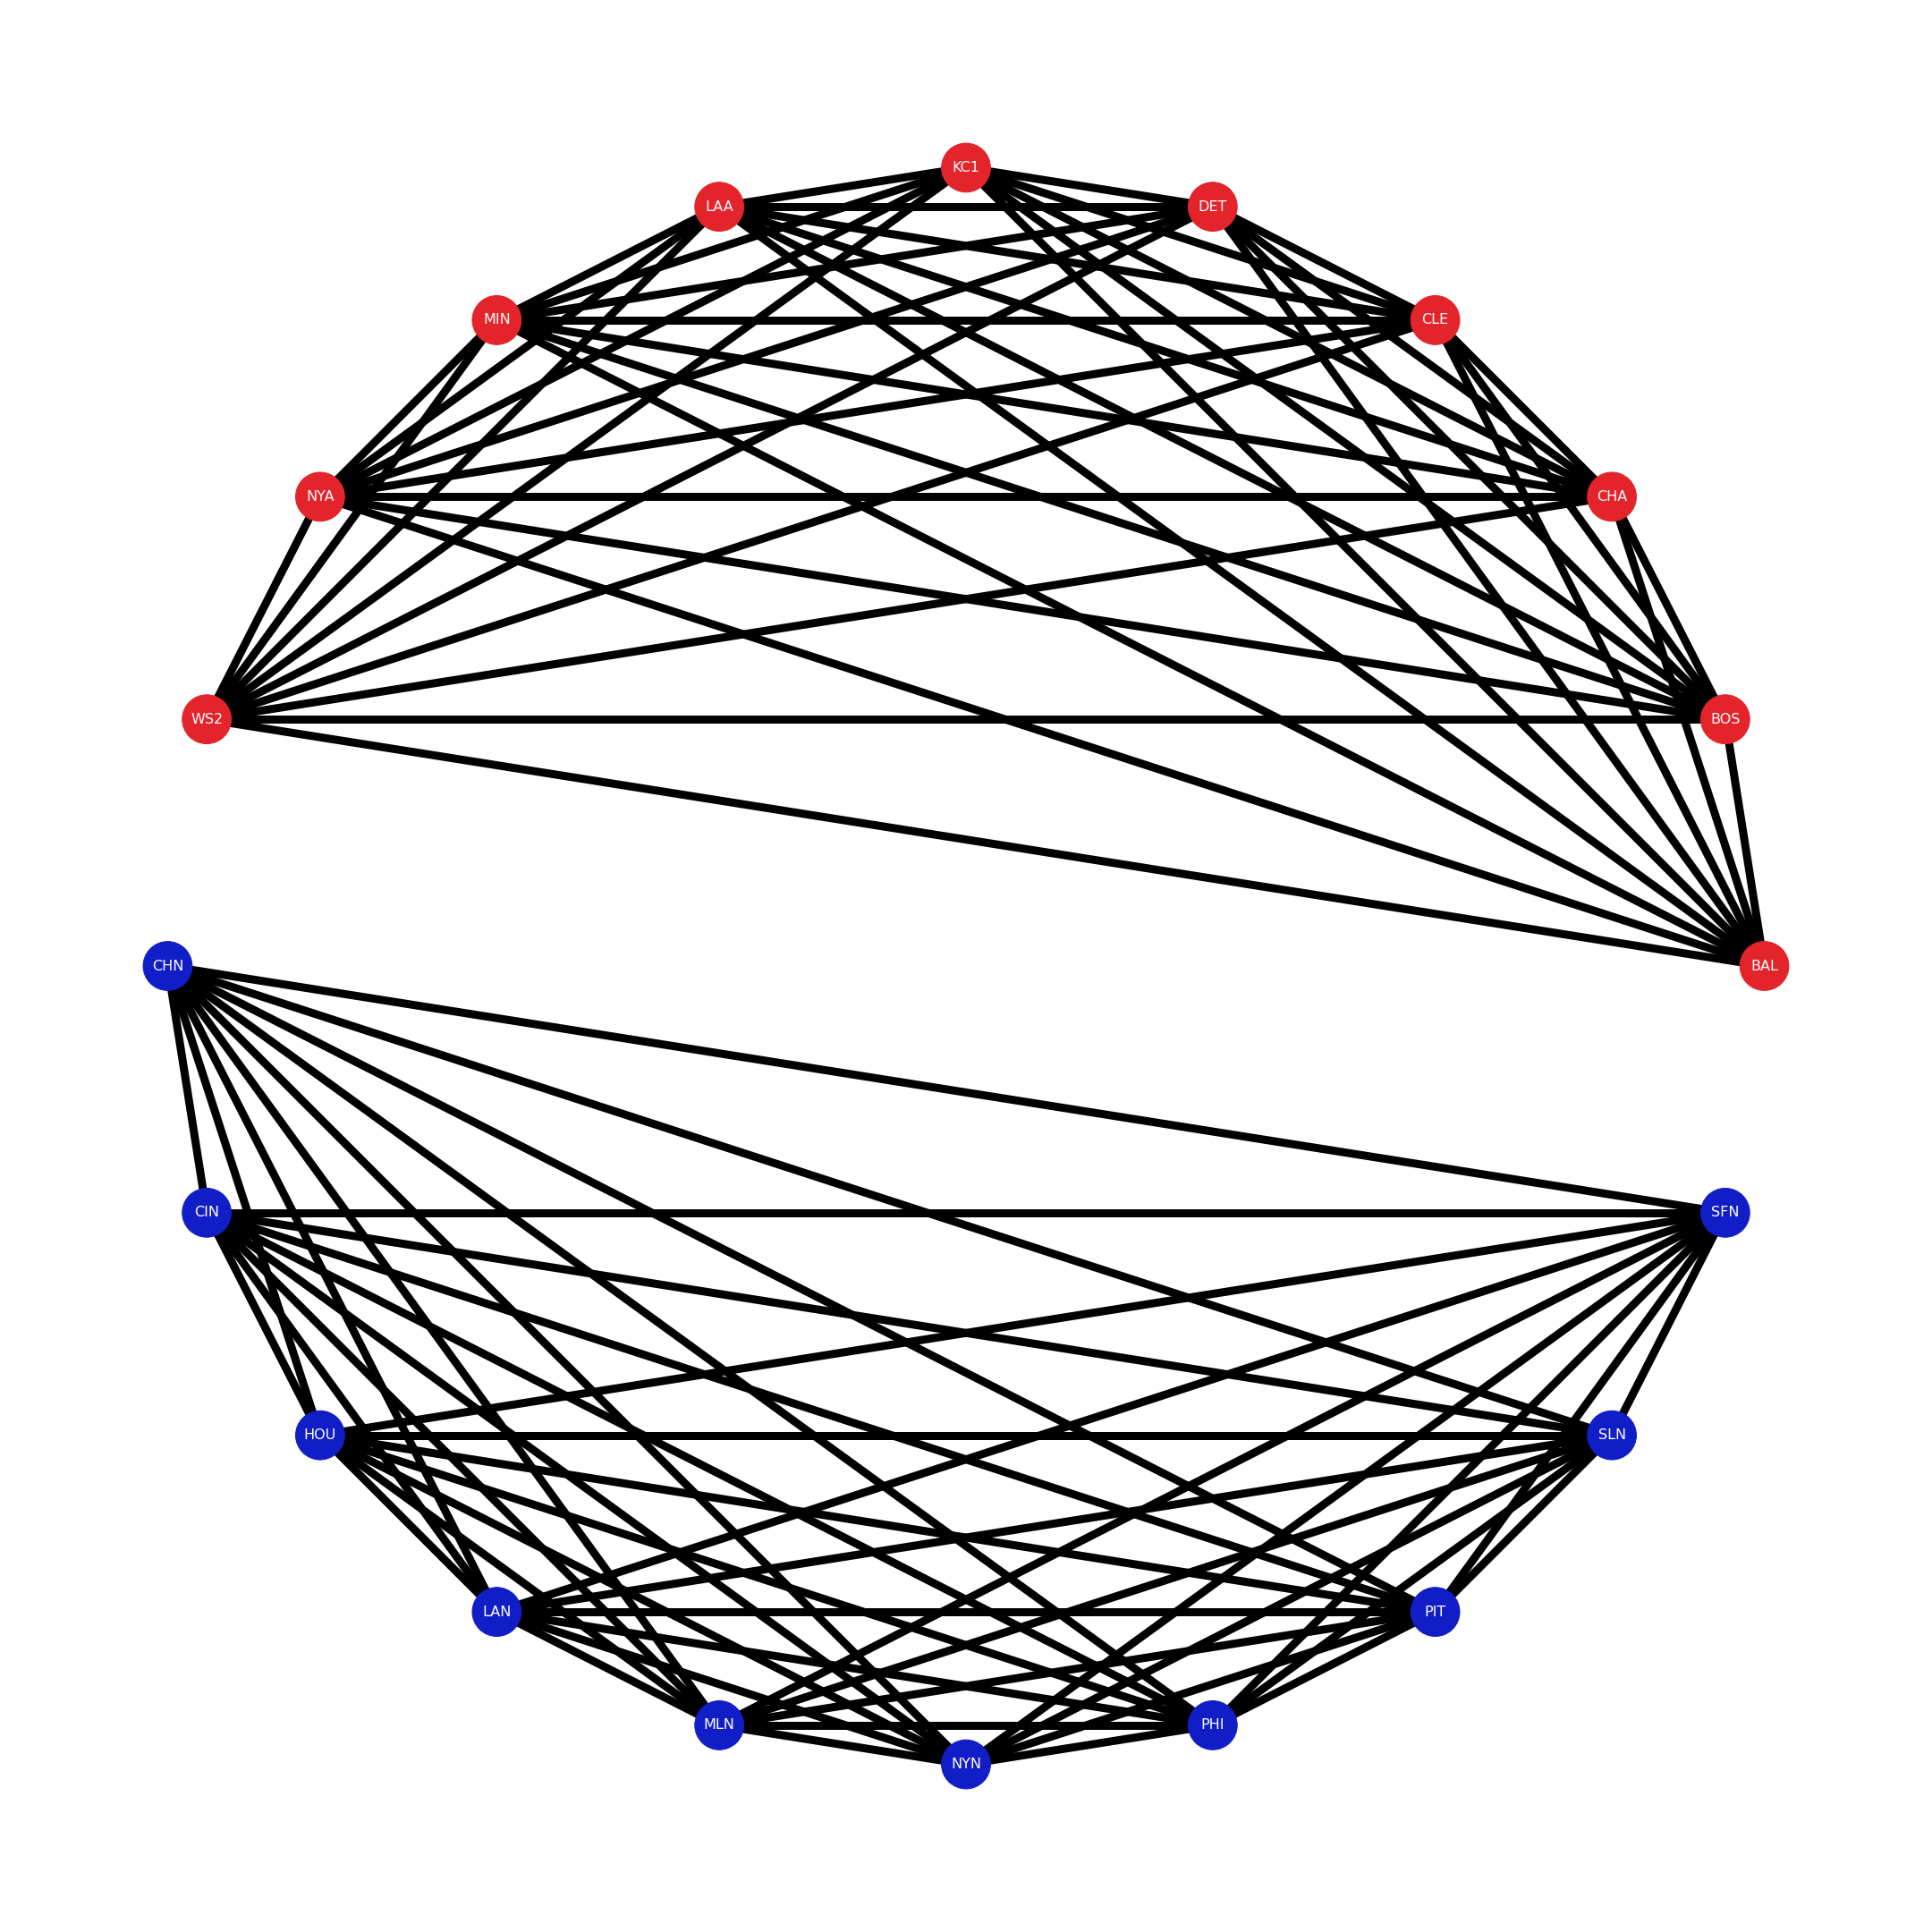 KC1
LAA
DET
MIN
CLE
NYA
CHA
WS2
BOS
CHN
BAL
CIN
SFN
HOU
SLN
LAN
PIT
MLN
PHI
NYN